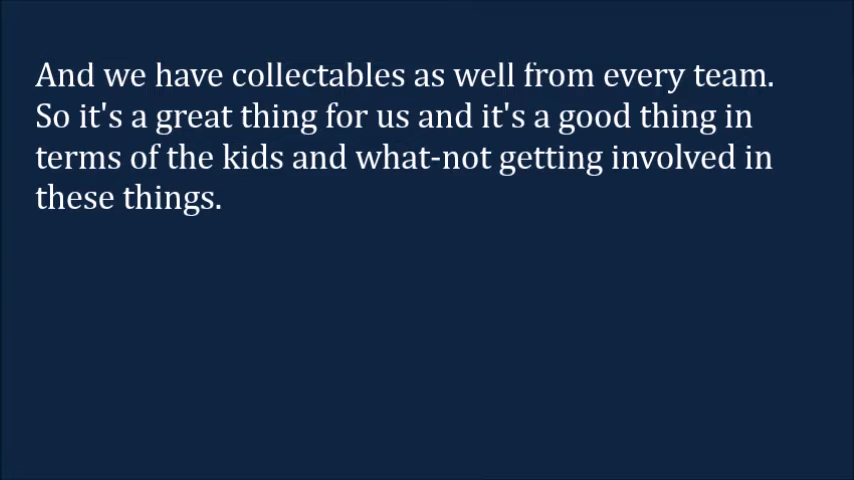 And we have collectables as well from every team.
So it's a great thing for us and it's a good thing in
terms of the kids and what-not getting involved in
these things.